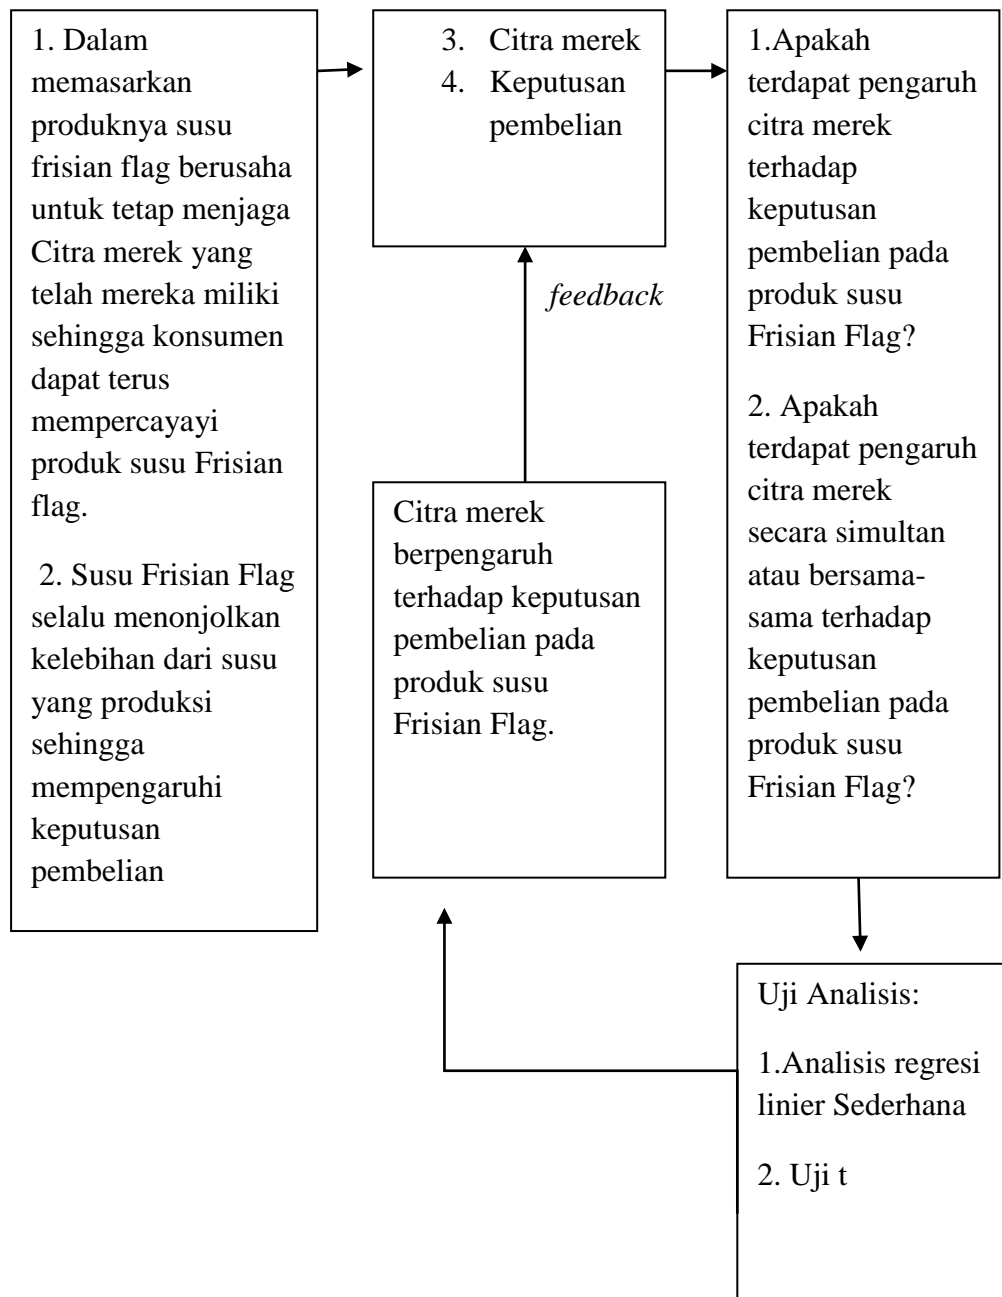 1. Dalam
memasarkan
produknya susu
frisian flag berusaha
untuk tetap menjaga
Citra merek yang
telah mereka miliki
sehingga konsumen
dapat terus
mempercayayi
produk susu Frisian
flag.
2. Susu Frisian Flag
selalu menonjolkan
kelebihan dari susu
yang produksi
sehingga
mempengaruhi
keputusan
pembelian
3. Citra merek
4. Keputusan
pembelian
feedback
Citra merek
berpengaruh
terhadap keputusan
pembelian pada
produk susu
Frisian Flag.
1.Apakah
terdapat pengaruh
citra merek
terhadap
keputusan
pembelian pada
produk susu
Frisian Flag?
2. Apakah
terdapat pengaruh
citra merek
secara simultan
atau bersama-
sama terhadap
keputusan
pembelian pada
produk susu
Frisian Flag?
Uji Analisis:
1.Analisis regresi
linier Sederhana
2. Uji t